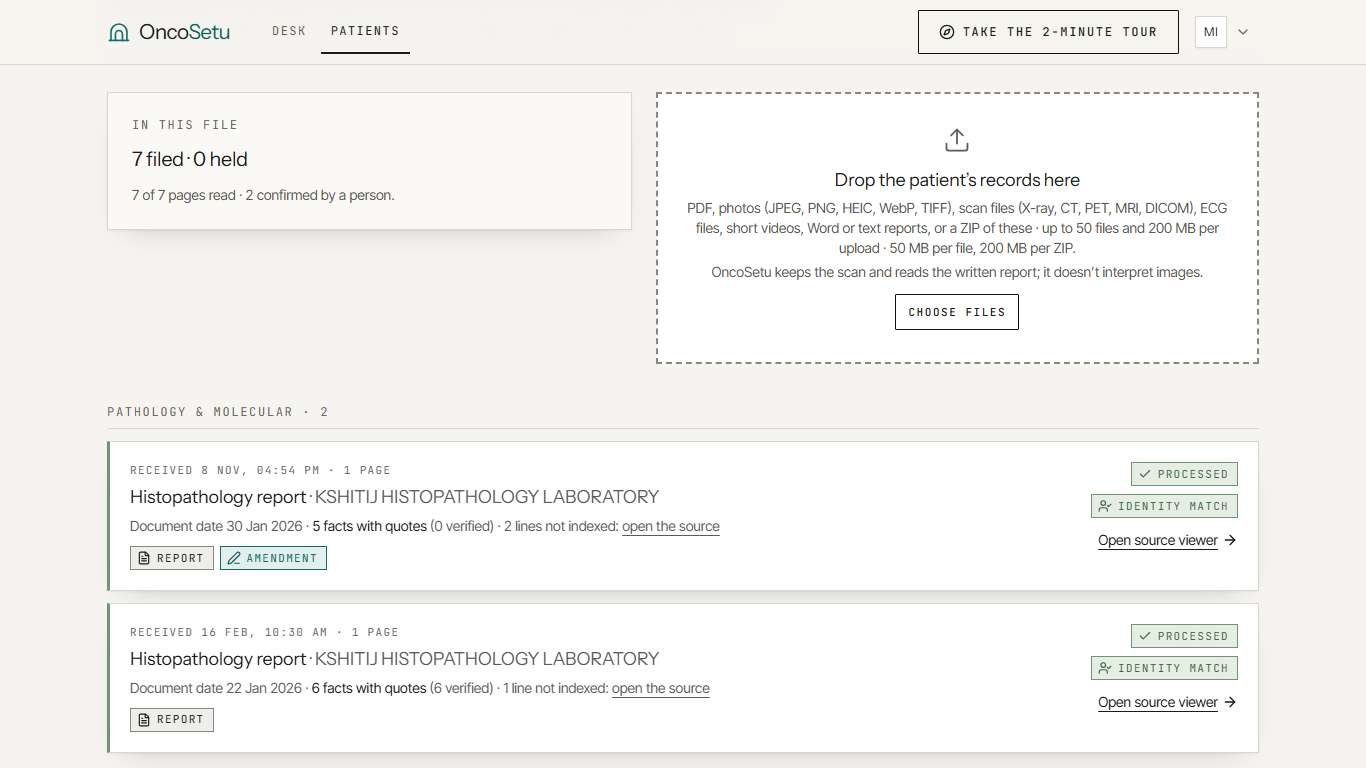 OncoSetu
DESK
PATIENTS
TAKE THE 2-MINUTE TOUR
MI
IN THIS FILE
7 filed · 0 held
7 of 7 pages read · 2 confirmed by a person.
Drop the patient's records here
PDF, photos (JPEG, PNG, HEIC, WebP, TIFF), scan files (X-ray, CT, PET, MRI, DICOM), ECG
files, short videos, Word or text reports, or a ZIP of these · up to 50 files and 200 MB per
upload · 50 MB per file, 200 MB per ZIP.
OncoSetu keeps the scan and reads the written report; it doesn't interpret images.
CHOOSE FILES
PATHOLOGY & MOLECULAR · 2
RECEIVED 8 NOV, 04:54 PM · 1 PAGE
Histopathology report · KSHITIJ HISTOPATHOLOGY LABORATORY
Document date 30 Jan 2026 · 5 facts with quotes (0 verified) · 2 lines not indexed: open the source
REPORT
AMENDMENT
PROCESSED
IDENTITY MATCH
Open source viewer →
RECEIVED 16 FEB, 10:30 AM · 1 PAGE
Histopathology report · KSHITIJ HISTOPATHOLOGY LABORATORY
Document date 22 Jan 2026 · 6 facts with quotes (6 verified) · 1 line not indexed: open the source
REPORT
PROCESSED
IDENTITY MATCH
Open source viewer →